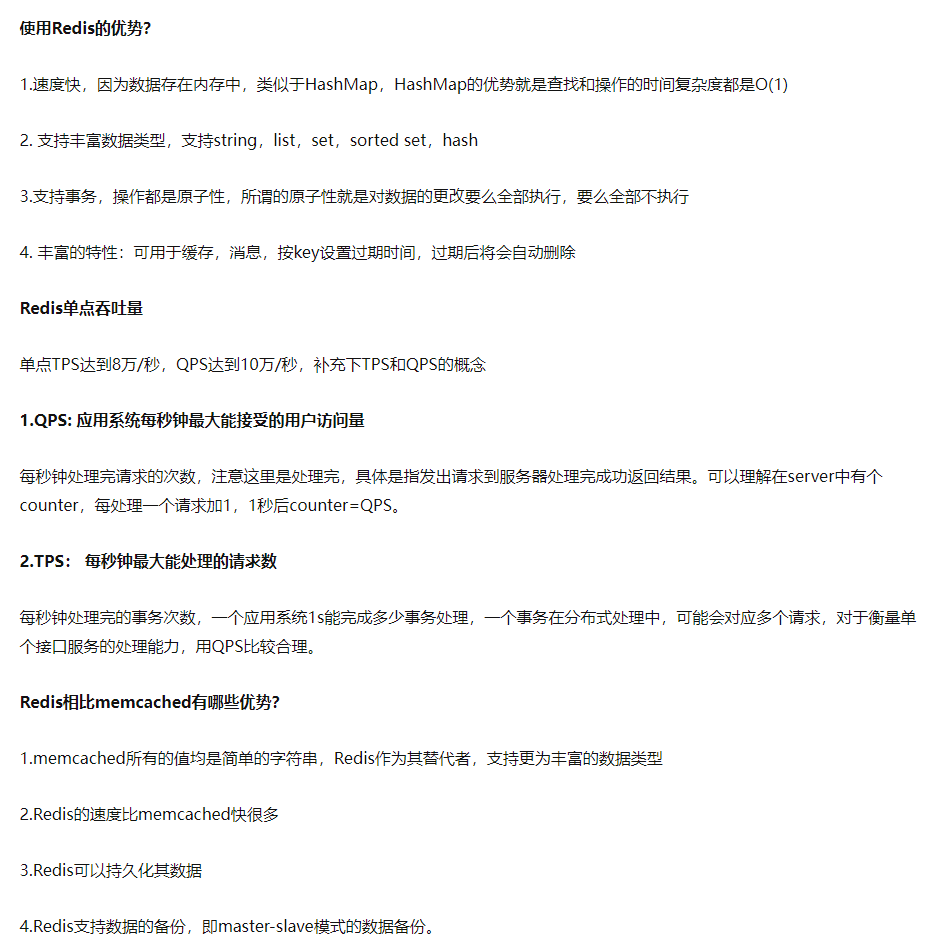 使用Redis的优势?
1.速度快，因为数据存在内存中，类似于HashMap，HashMap的优势就是查找和操作的时间复杂度都是O(1)
2. 支持丰富数据类型，支持string，list，set，sorted set，hash
3.支持事务，操作都是原子性，所谓的原子性就是对数据的更改要么全部执行，要么全部不执行
4. 丰富的特性：可用于缓存，消息，按key设置过期时间，过期后将会自动删除
Redis单点吞吐量
单点TPS达到8万/秒，QPS达到10万/秒，补充下TPS和QPS的概念
1.QPS: 应用系统每秒钟最大能接受的用户访问量
每秒钟处理完请求的次数，注意这里是处理完，具体是指发出请求到服务器处理完成功返回结果。可以理解在server中有个
counter，每处理一个请求加1，1秒后counter=QPS。
2.TPS： 每秒钟最大能处理的请求数
每秒钟处理完的事务次数，一个应用系统1s能完成多少事务处理，一个事务在分布式处理中，可能会对应多个请求，对于衡量单
个接口服务的处理能力，用QPS比较合理。
Redis相比memcached有哪些优势?
1.memcached所有的值均是简单的字符串，Redis作为其替代者，支持更为丰富的数据类型
2.Redis的速度比memcached快很多
3.Redis可以持久化其数据
4.Redis支持数据的备份，即master-slave模式的数据备份。